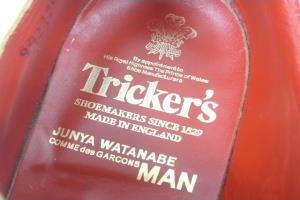 By appointment to
His Royal Highness The Prince of Wales
Shoe Manufacturers
Tricker's
SHOEMAKERS SINCE 1829
MADE IN ENGLAND
JUNYA WATANABE
COMME des GARÇONS
MAN